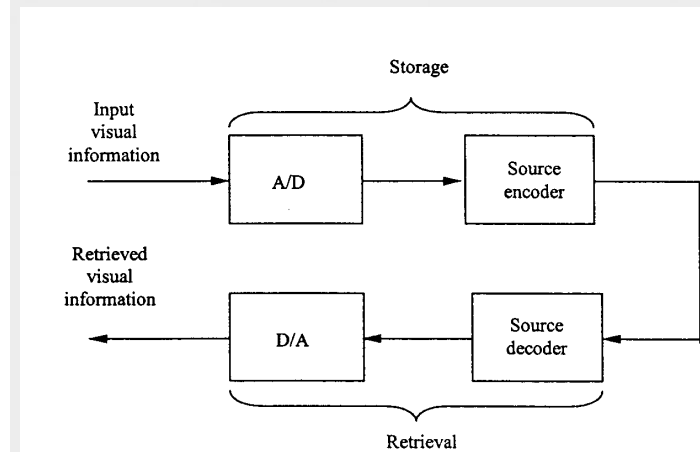 Storage
Input
visual
information
A/D
Source
encoder
Retrieved
visual
information
D/A
Source
decoder
Retrieval